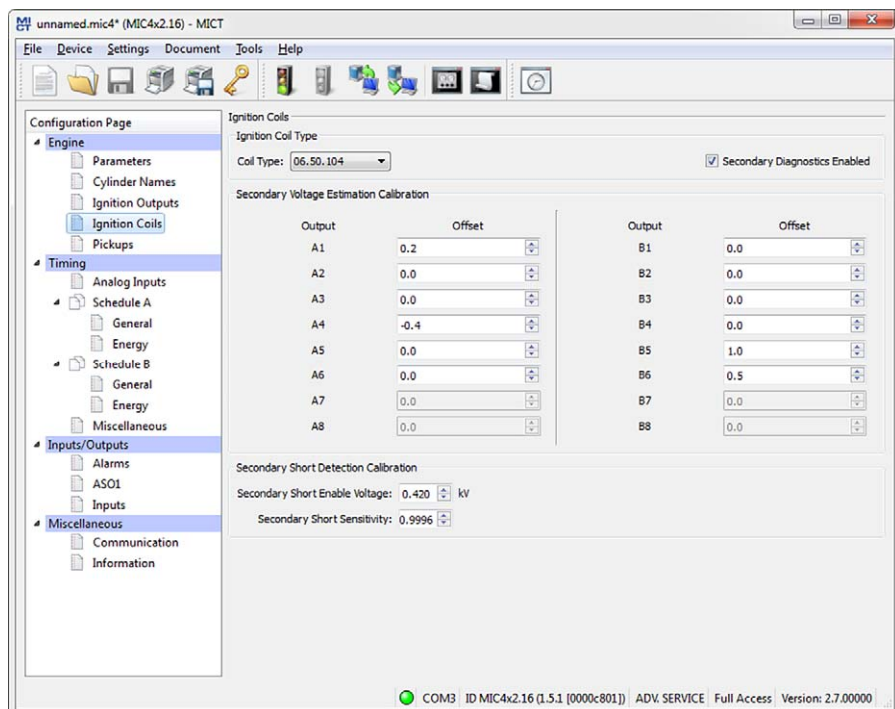 MICT unnamed.mic4* (MIC4x2.16) - MICT
File Device Settings Document Tools Help
Configuration Page
Engine
Parameters
Cylinder Names
Ignition Outputs
Ignition Coils
Pickups
Timing
Analog Inputs
Schedule A
General
Energy
Schedule B
General
Energy
Miscellaneous
Inputs/Outputs
Alarms
ASO1
Inputs
Miscellaneous
Communication
Information
Ignition Coils
Ignition Coil Type
Coil Type: 06.50.104 Secondary Diagnostics Enabled
Secondary Voltage Estimation Calibration
Output Offset Output Offset
A1 0.2 B1 0.0
A2 0.0 B2 0.0
A3 0.0 B3 0.0
A4 -0.4 B4 0.0
A5 0.0 B5 1.0
A6 0.0 B6 0.5
A7 0.0 B7 0.0
A8 0.0 B8 0.0
Secondary Short Detection Calibration
Secondary Short Enable Voltage: 0.420 kV
Secondary Short Sensitivity: 0.9996
COM3 ID MIC4x2.16 (1.5.1 [0000c801]) ADV. SERVICE Full Access Version: 2.7.00000